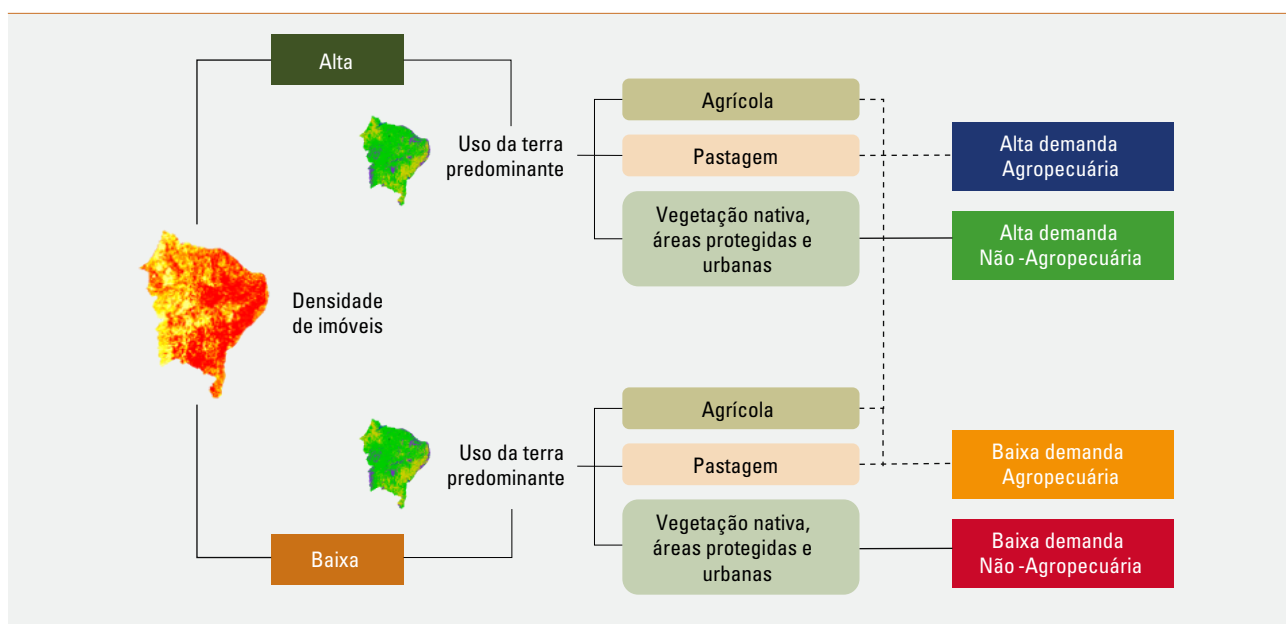 Densidade
de imóveis
Alta
Uso da terra
predominante
Agrícola
Pastagem
Vegetação nativa,
áreas protegidas e
urbanas
Alta demanda
Agropecuária
Alta demanda
Não -Agropecuária
Baixa
Uso da terra
predominante
Agrícola
Pastagem
Vegetação nativa,
áreas protegidas e
urbanas
Baixa demanda
Agropecuária
Baixa demanda
Não -Agropecuária